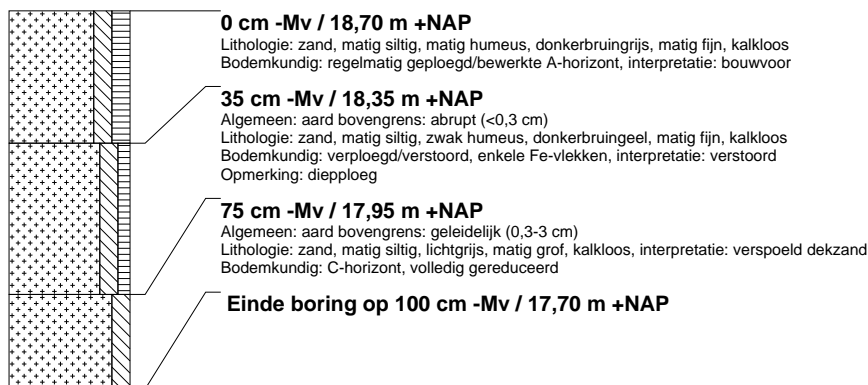 0 cm -Mv / 18,70 m +NAP
Lithologie: zand, matig siltig, matig humeus, donkerbruingrijs, matig fijn, kalkloos
Bodemkundig: regelmatig geploegd/bewerkte A-horizont, interpretatie: bouwvoor
35 cm -Mv / 18,35 m +NAP
Algemeen: aard bovengrens: abrupt (<0,3 cm)
Lithologie: zand, matig siltig, zwak humeus, donkerbruingeel, matig fijn, kalkloos
Bodemkundig: verploegd/verstoord, enkele Fe-vlekken, interpretatie: verstoord
Opmerking: diepploeg
75 cm -Mv / 17,95 m +NAP
Algemeen: aard bovengrens: geleidelijk (0,3-3 cm)
Lithologie: zand, matig siltig, lichtgrijs, matig grof, kalkloos, interpretatie: verspoeld dekzand
Bodemkundig: C-horizont, volledig gereduceerd
Einde boring op 100 cm -Mv / 17,70 m +NAP